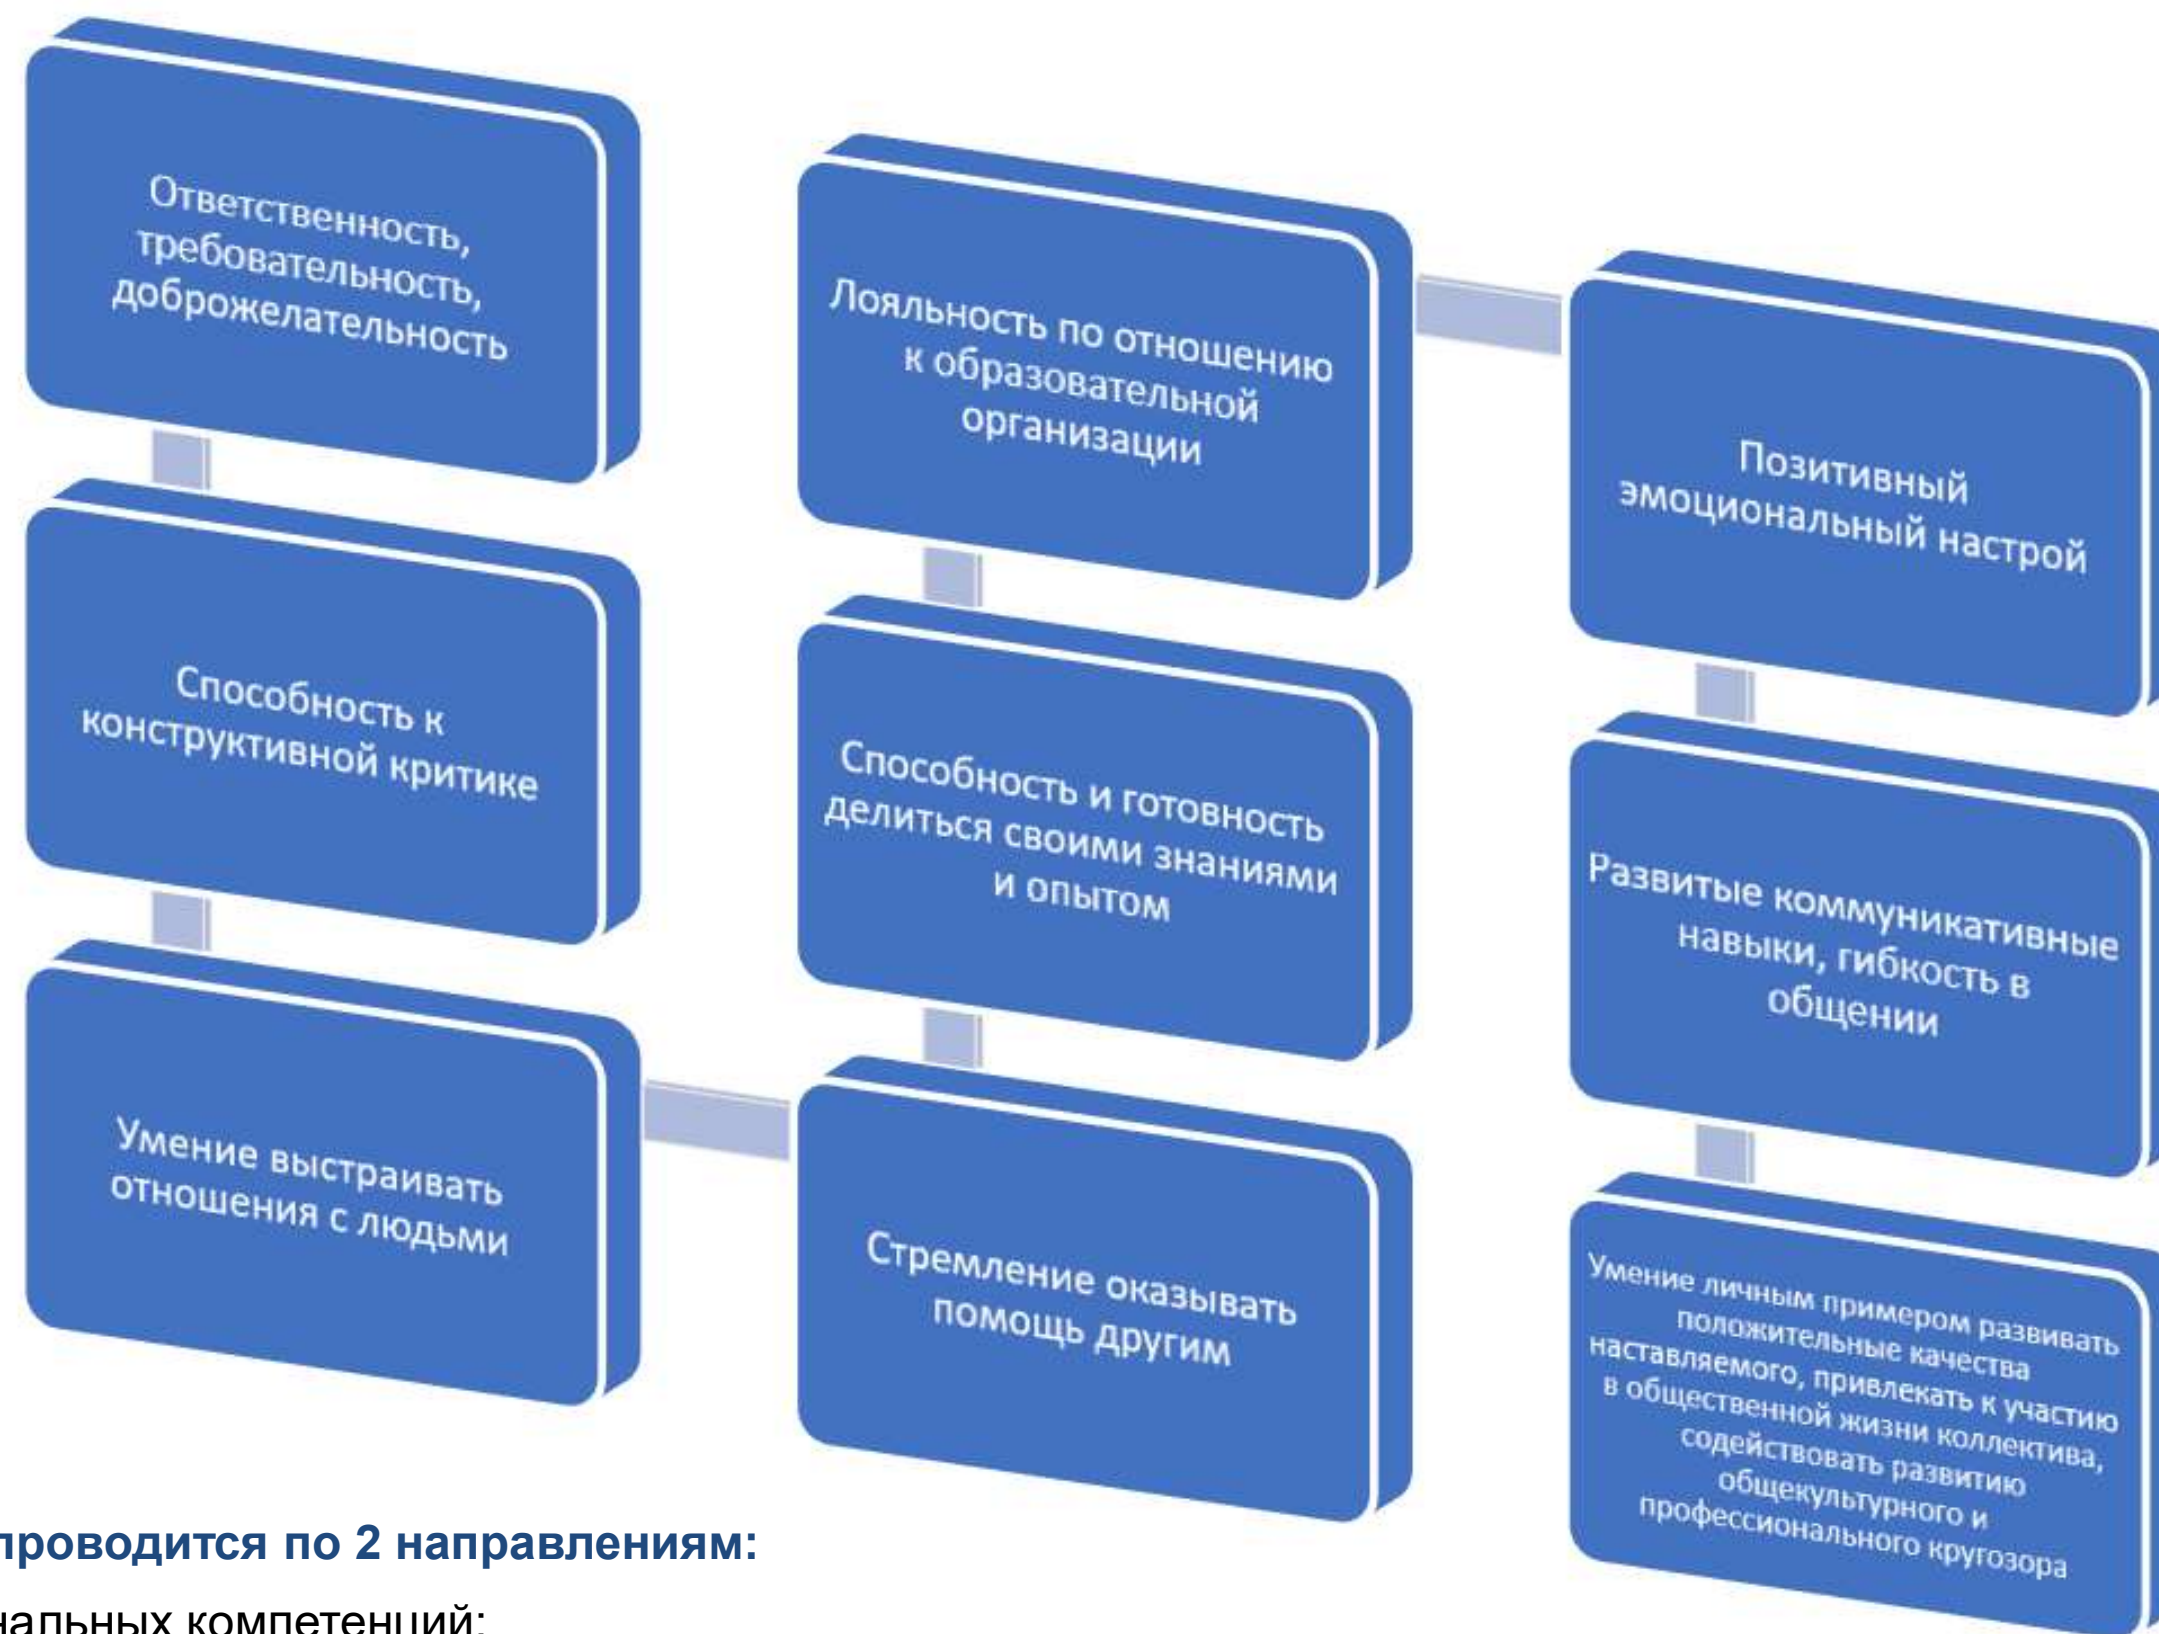 Ответственность,
требовательность,
доброжелательность
Способность к
конструктивной критике
Умение выстраивать
отношения с людьми
Стремление оказывать
помощь другим
Способность и готовность
делиться своими знаниями
и опытом
Лояльность по отношению
к образовательной
организации
Позитивный
эмоциональный настрой
Развитые коммуникативные
навыки, гибкость в
общении
Умение личным примером развивать
положительные качества
наставляемого, привлекать к участию
в общественной жизни коллектива,
содействовать развитию
общекультурного и
профессионального кругозора
проводится по 2 направлениям:
нальных компетенций: